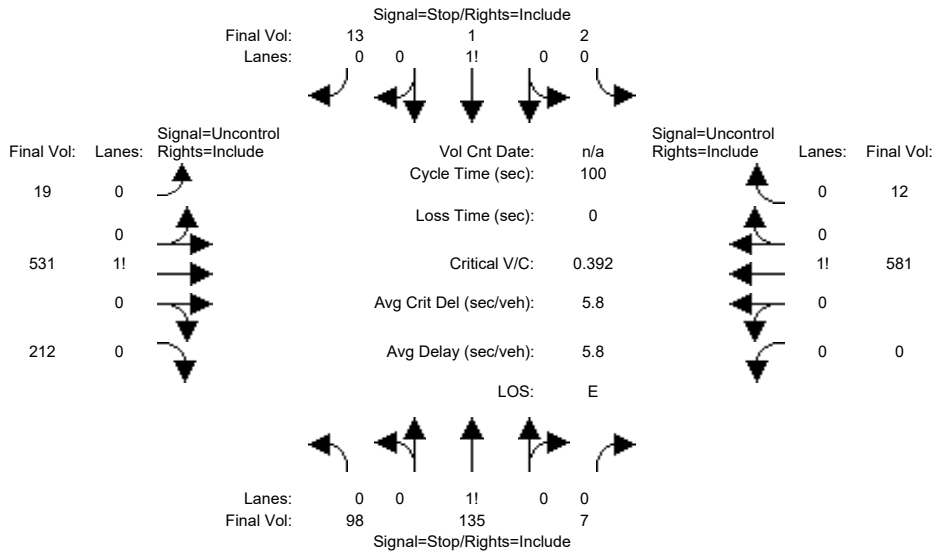 Signal=Stop/Rights=Include
Final Vol: 13 1 2
Lanes: 0 0 1! 0 0
Signal=Uncontrol
Final Vol: Lanes: Rights=Include
Vol Cnt Date: n/a
Signal=Uncontrol
Rights=Include Lanes: Final Vol:
Cycle Time (sec): 100
19 0
0 12
Loss Time (sec): 0
0
0
531 1!
Critical V/C: 0.392
1! 581
0
Avg Crit Del (sec/veh): 5.8
0
212 0
Avg Delay (sec/veh): 5.8
0 0
LOS: E
Lanes: 0 0 1! 0 0
Final Vol: 98 135 7
Signal=Stop/Rights=Include